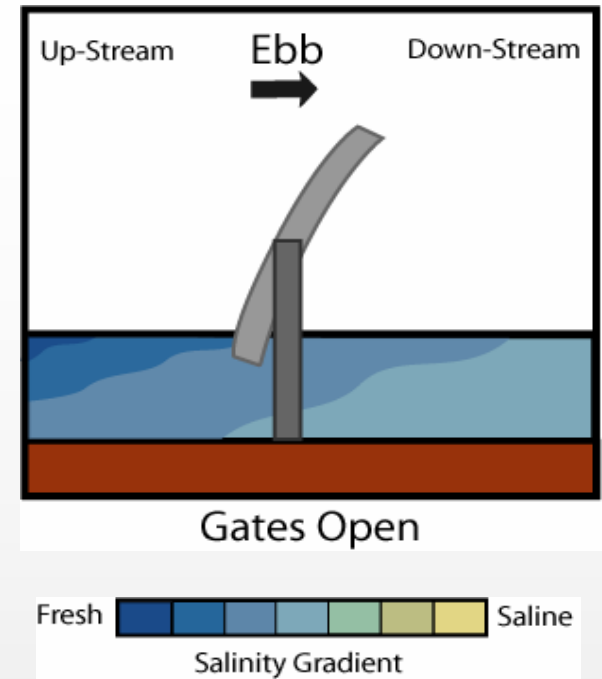 Up-Stream Ebb Down-Stream
Gates Open
Fresh Saline
Salinity Gradient